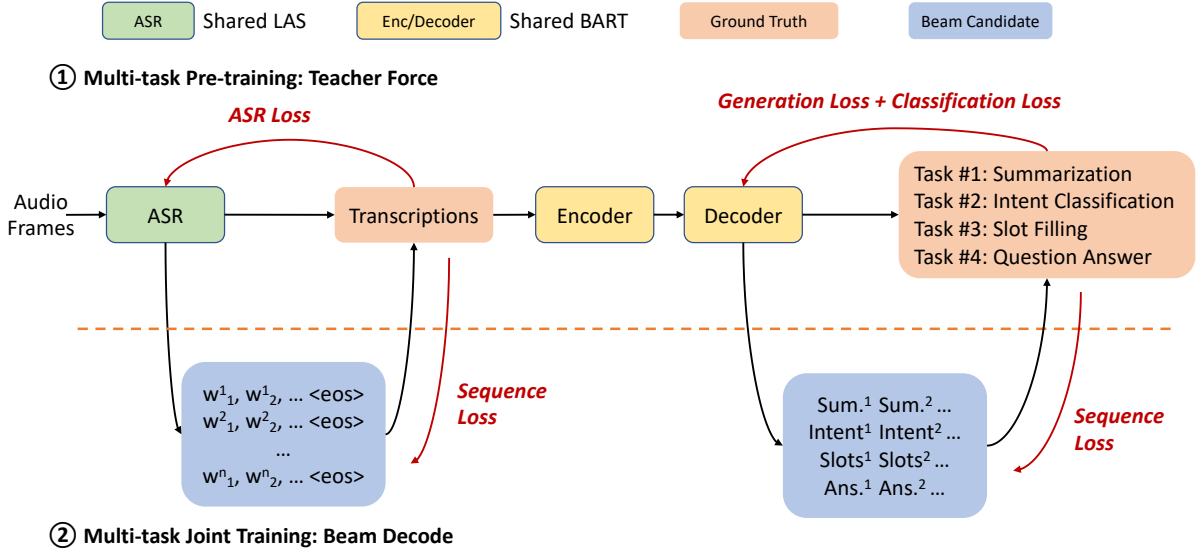 ASR Shared LAS Enc/Decoder Shared BART Ground Truth Beam Candidate
① Multi-task Pre-training: Teacher Force
ASR Loss
Generation Loss + Classification Loss
Audio
Frames
ASR
Transcriptions
Encoder
Decoder
Task #1: Summarization
Task #2: Intent Classification
Task #3: Slot Filling
Task #4: Question Answer
w¹₁, w¹₂, ... <eos>
w²₁, w²₂, ... <eos>
...
wⁿ₁, wⁿ₂, ... <eos>
Sequence
Loss
Sum.¹ Sum.² ...
Intent¹ Intent² ...
Slots¹ Slots² ...
Ans.¹ Ans.² ...
Sequence
Loss
② Multi-task Joint Training: Beam Decode